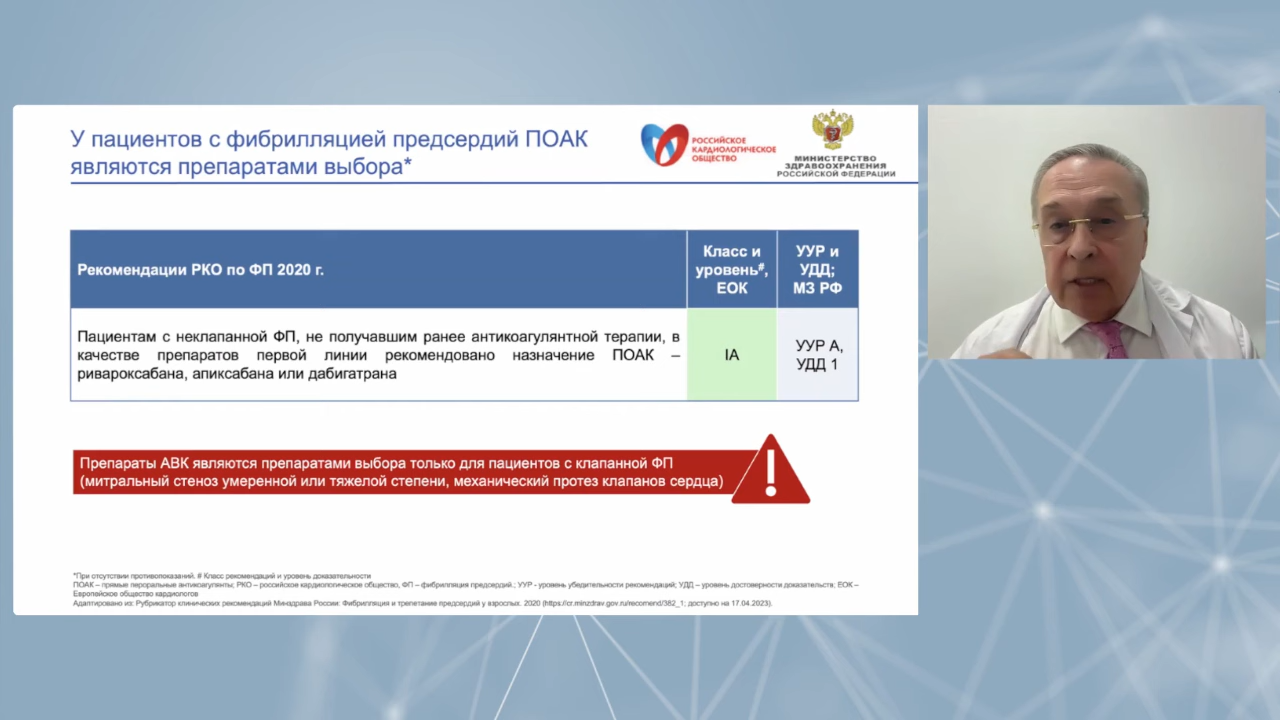 У пациентов с фибрилляцией предсердий ПОАК
являются препаратами выбора*
РОССИЙСКОЕ
КАРДИОЛОГИЧЕСКОЕ
ОБЩЕСТВО
МИНИСТЕРСТВО
ЗДРАВООХРАНЕНИЯ
РОССИЙСКОЙ ФЕДЕРАЦИИ
Рекомендации РКО по ФП 2020 г.
Класс и
уровень#,
ЕОК
УУР и
УДД;
МЗ РФ
Пациентам с неклапанной ФП, не получавшим ранее антикоагулянтной терапии, в
качестве препаратов первой линии рекомендовано назначение ПОАК –
ривароксабана, апиксабана или дабигатрана
IA
УУР А,
УДД 1
Препараты АВК являются препаратами выбора только для пациентов с клапанной ФП
(митральный стеноз умеренной или тяжелой степени, механический протез клапанов сердца)
!
*При отсутствии противопоказаний. # Класс рекомендаций и уровень доказательности
ПОАК – прямые пероральные антикоагулянты; РКО – российское кардиологическое общество, ФП – фибрилляция предсердий.; УУР - уровень убедительности рекомендаций; УДД – уровень достоверности доказательств; ЕОК –
Европейское общество кардиологов
Адаптировано из: Рубрикатор клинических рекомендаций Минздрава России: Фибрилляция и трепетание предсердий у взрослых. 2020 (https://cr.minzdrav.gov.ru/recomend/382_1; доступно на 17.04.2023).